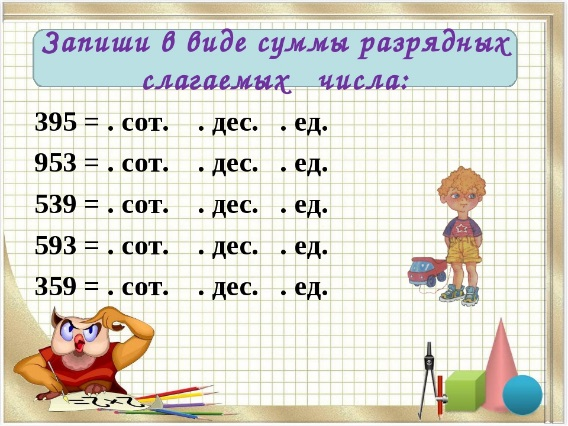 Запиши в виде суммы разрядных
слагаемых числа:
395 = . сот. . дес. . ед.
953 = . сот. . дес. . ед.
539 = . сот. . дес. . ед.
593 = . сот. . дес. . ед.
359 = . сот. . дес. . ед.